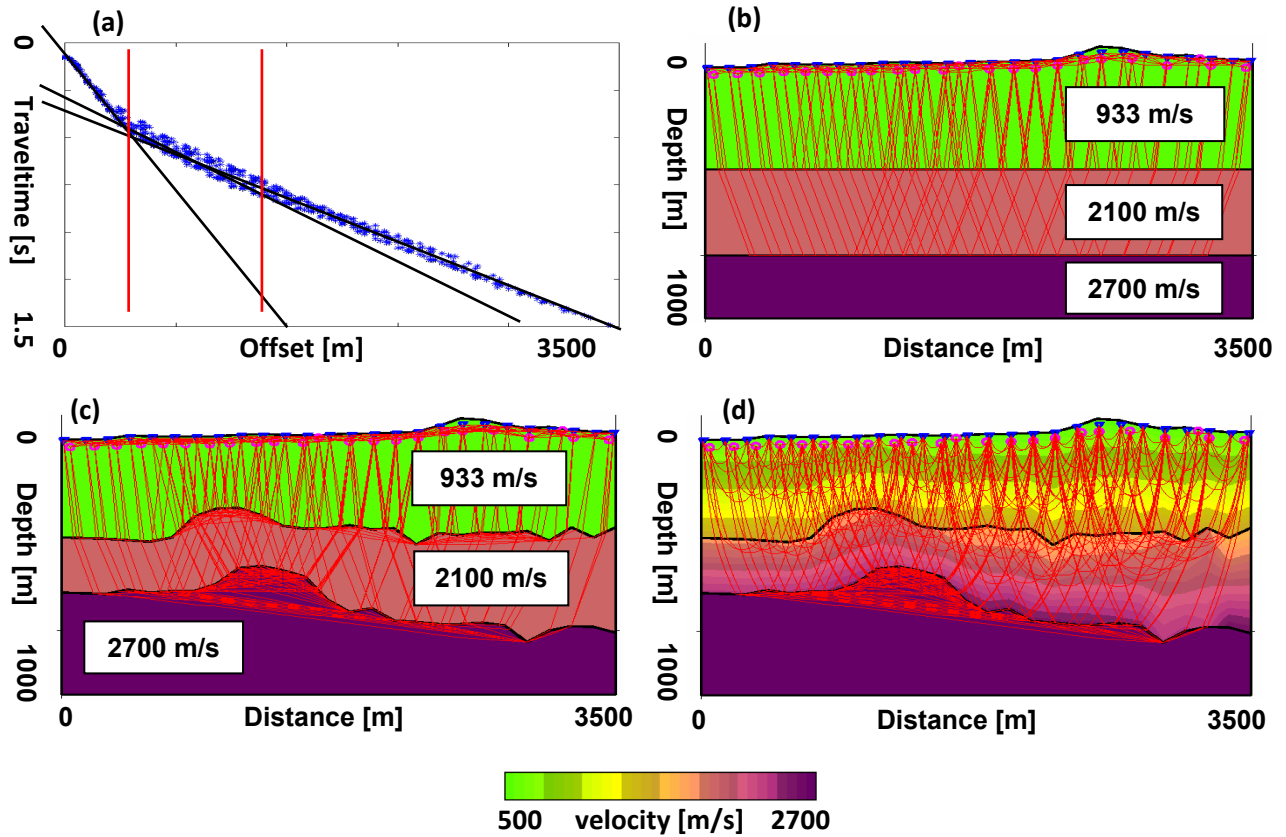 (a)
0
Traveltime [s]
1.5
0
Offset [m]
3500
(b)
0
Depth [m]
1000
933 m/s
2100 m/s
2700 m/s
0
Distance [m]
3500
(c)
0
Depth [m]
1000
933 m/s
2100 m/s
2700 m/s
0
Distance [m]
3500
(d)
0
Depth [m]
1000
0
Distance [m]
3500
500
velocity [m/s]
2700